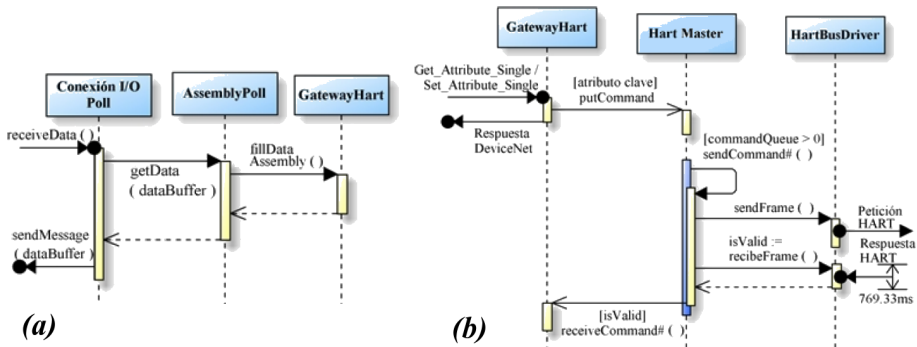 Conexión I/O
Poll
AssemblyPoll
GatewayHart
receiveData ( )
getData
( dataBuffer )
fillData
Assembly ( )
sendMessage
( dataBuffer )
(a)
GatewayHart
Hart Master
HartBusDriver
Get_Attribute_Single /
Set_Attribute_Single
[atributo clave]
putCommand
Respuesta
DeviceNet
[commandQueue > 0]
sendCommand# ( )
sendFrame ( )
Petición
HART
isValid :=
recibeFrame ( )
Respuesta
HART
769.33ms
[isValid]
receiveCommand# ( )
(b)